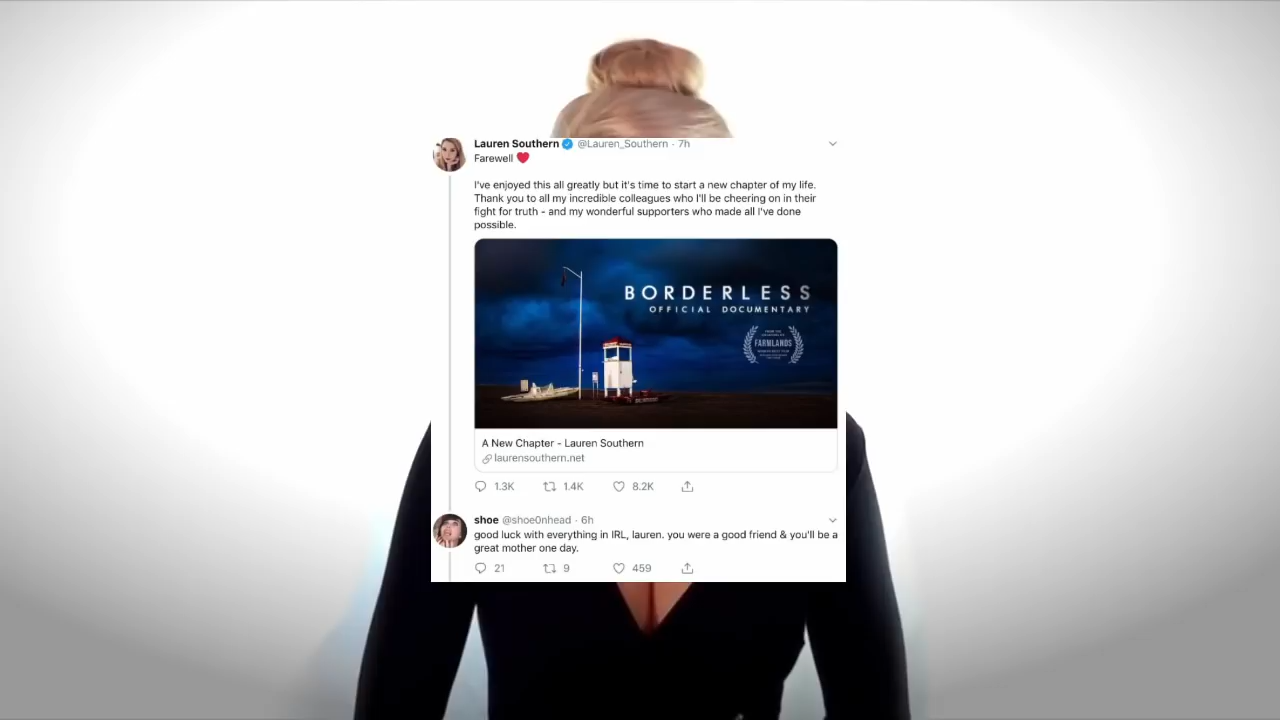 Lauren Southern @Lauren_Southern · 7h
Farewell ❤️
I've enjoyed this all greatly but it's time to start a new chapter of my life.
Thank you to all my incredible colleagues who I'll be cheering on in their
fight for truth - and my wonderful supporters who made all I've done
possible.
BORDERLESS
OFFICIAL DOCUMENTARY
FARMLANDS
A New Chapter - Lauren Southern
laurensouthern.net
1.3K 1.4K 8.2K
shoe @shoe0nhead · 6h
good luck with everything in IRL, lauren. you were a good friend & you'll be a
great mother one day.
21 9 459